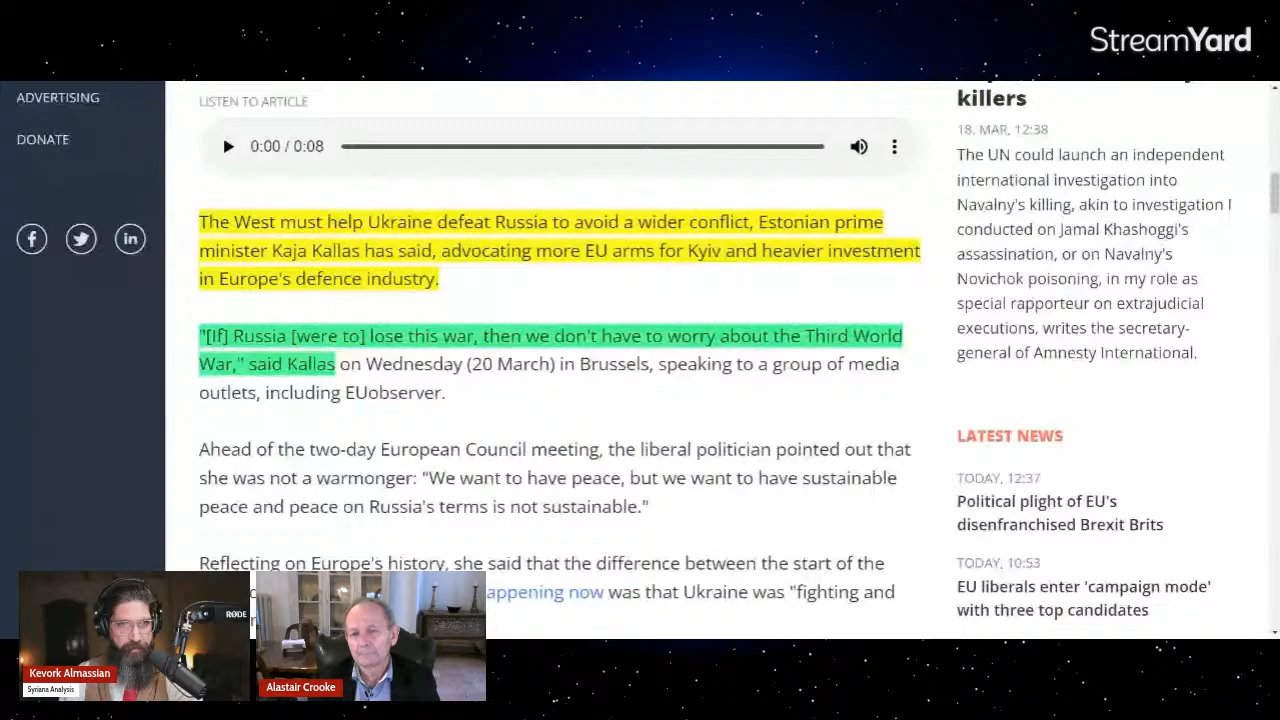 StreamYard
ADVERTISING
DONATE
LISTEN TO ARTICLE
0:00 / 0:08
The West must help Ukraine defeat Russia to avoid a wider conflict, Estonian prime
minister Kaja Kallas has said, advocating more EU arms for Kyiv and heavier investment
in Europe's defence industry.
"[If] Russia [were to] lose this war, then we don't have to worry about the Third World
War," said Kallas on Wednesday (20 March) in Brussels, speaking to a group of media
outlets, including EUobserver.
Ahead of the two-day European Council meeting, the liberal politician pointed out that
she was not a warmonger: "We want to have peace, but we want to have sustainable
peace and peace on Russia's terms is not sustainable."
Reflecting on Europe's history, she said that the difference between the start of the
appening now was that Ukraine was "fighting and
killers
18. MAR, 12:38
The UN could launch an independent
international investigation into
Navalny's killing, akin to investigation I
conducted on Jamal Khashoggi's
assassination, or on Navalny's
Novichok poisoning, in my role as
special rapporteur on extrajudicial
executions, writes the secretary-
general of Amnesty International.
LATEST NEWS
TODAY, 12:37
Political plight of EU's
disenfranchised Brexit Brits
TODAY, 10:53
EU liberals enter 'campaign mode'
with three top candidates
RØDE
Kevork Almassian
Syriana Analysis
Alastair Crooke